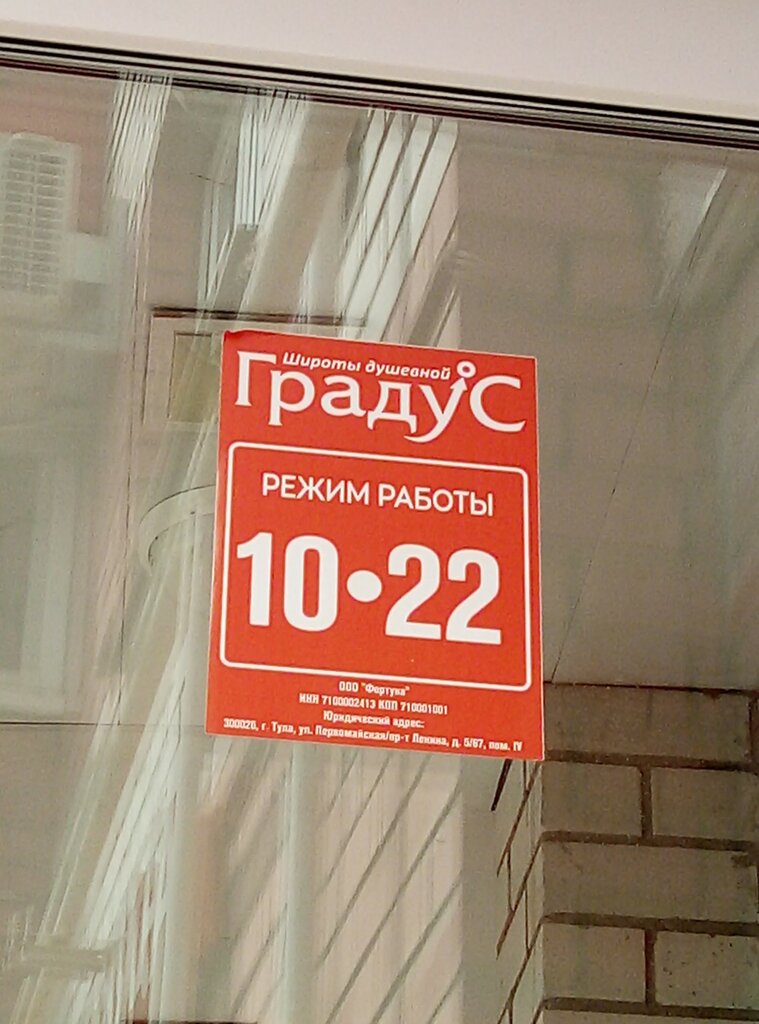 Широты душевной
Градус
РЕЖИМ РАБОТЫ
10•22
ООО "Фортуна"
ИНН 7100002413 КПП 710001001
Юридический адрес:
300026, г. Тула, ул. Первомайская/пр-т Ленина, д. 5/67, пом. IV